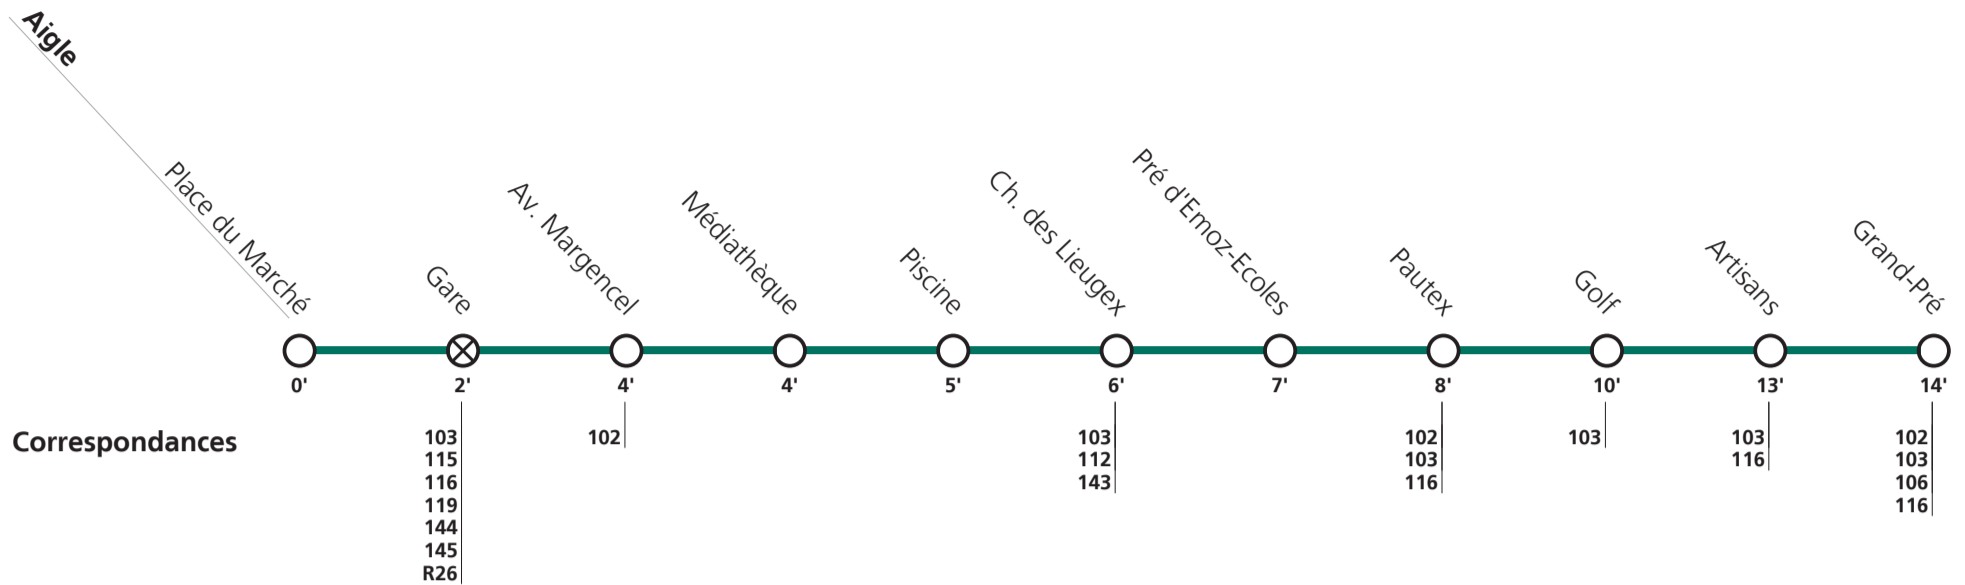 Aigle
Place du Marché
Gare
Av. Margencel
Médiathèque
Piscine
Ch. des Lieugex
Pré d'Emoz-Ecoles
Pautex
Golf
Artisans
Grand-Pré
0' 2' 4' 4' 5' 6' 7' 8' 10' 13' 14'
Correspondances
103
115
116
119
144
145
R26
102
103
112
143
102
103
116
103
103
116
102
103
106
116